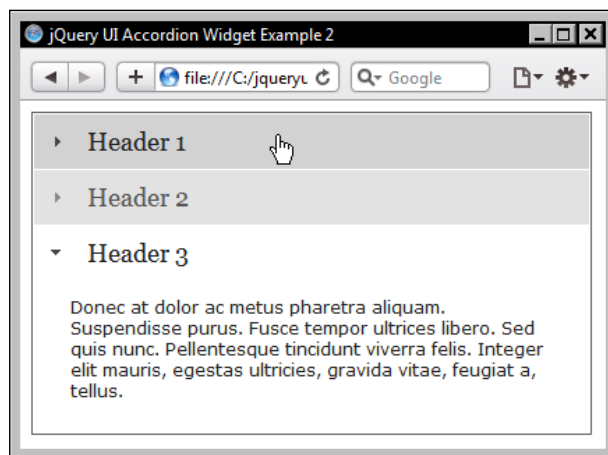 jQuery UI Accordion Widget Example 2
file:///C:/jqueryu
Google
Header 1
Header 2
Header 3
Donec at dolor ac metus pharetra aliquam.
Suspendisse purus. Fusce tempor ultrices libero. Sed
quis nunc. Pellentesque tincidunt viverra felis. Integer
elit mauris, egestas ultricies, gravida vitae, feugiat a,
tellus.